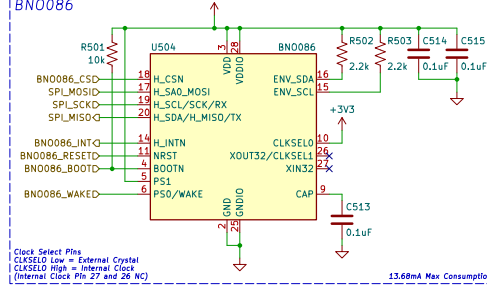 BNO086
R501
10k
U504
BNO086
3
28
VDD
VDDIO
R502
2.2k
R503
2.2k
C514
0.1uF
C515
0.1uF
BNO086_CS
18
H_CSN
SPI_MOSI
17
H_SA0_MOSI
SPI_SCK
19
H_SCL/SCK/RX
SPI_MISO
20
H_SDA/H_MISO/TX
BNO086_INT
14
H_INTN
BNO086_RESET
11
NRST
BNO086_BOOT
4
BOOTN
5
PS1
BNO086_WAKE
6
PS0/WAKE
ENV_SDA
16
ENV_SCL
15
+3V3
CLKSEL0
10
XOUT32/CLKSEL1
26
XIN32
27
CAP
9
C513
0.1uF
GND
GNDIO
2
25
Clock Select Pins
CLKSEL0 Low = External Crystal
CLKSEL0 High = Internal Clock
(Internal Clock Pin 27 and 26 NC)
13.68mA Max Consumptio